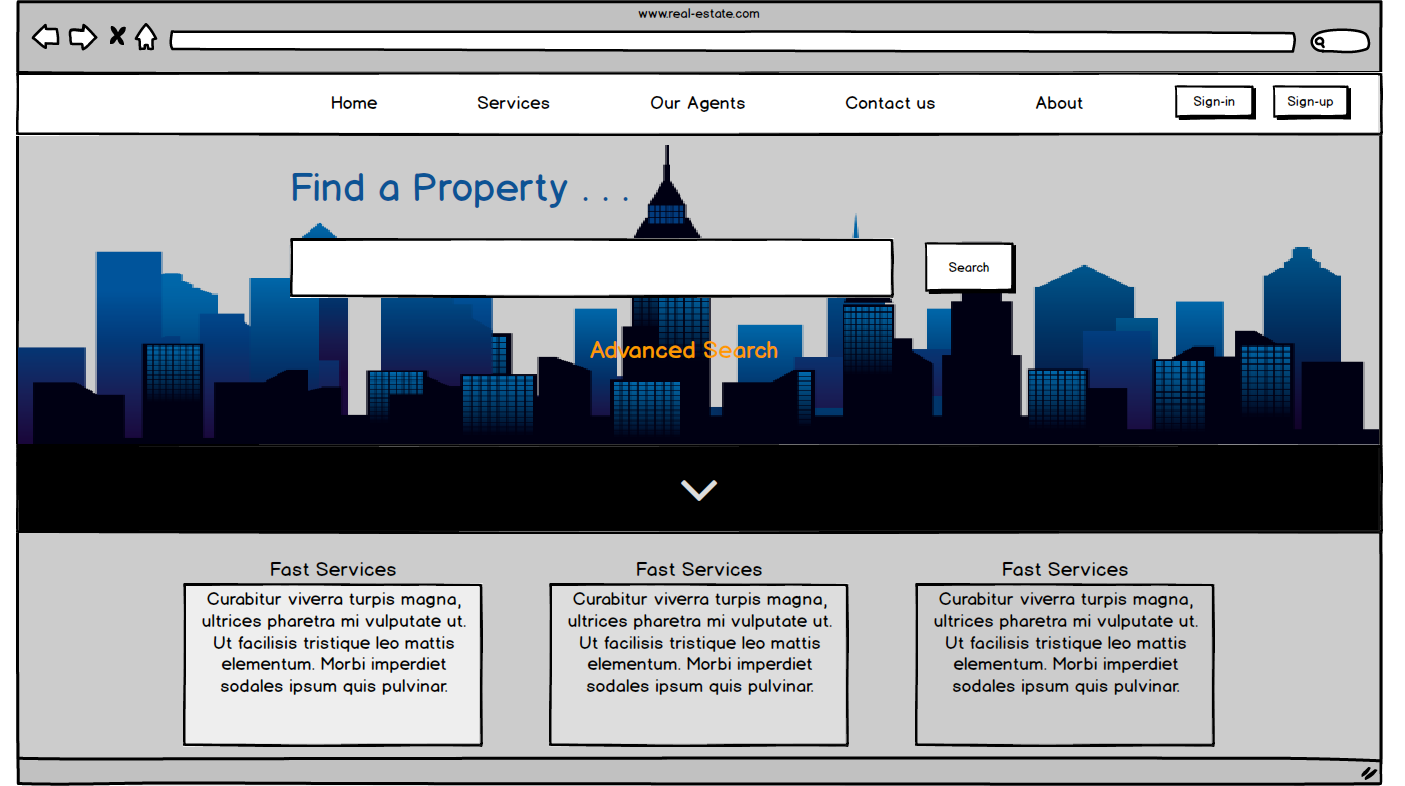 www.real-estate.com
Home Services Our Agents Contact us About Sign-in Sign-up
Find a Property . . .
Search
Advanced Search
Fast Services
Curabitur viverra turpis magna,
ultrices pharetra mi vulputate ut.
Ut facilisis tristique leo mattis
elementum. Morbi imperdiet
sodales ipsum quis pulvinar.
Fast Services
Curabitur viverra turpis magna,
ultrices pharetra mi vulputate ut.
Ut facilisis tristique leo mattis
elementum. Morbi imperdiet
sodales ipsum quis pulvinar.
Fast Services
Curabitur viverra turpis magna,
ultrices pharetra mi vulputate ut.
Ut facilisis tristique leo mattis
elementum. Morbi imperdiet
sodales ipsum quis pulvinar.